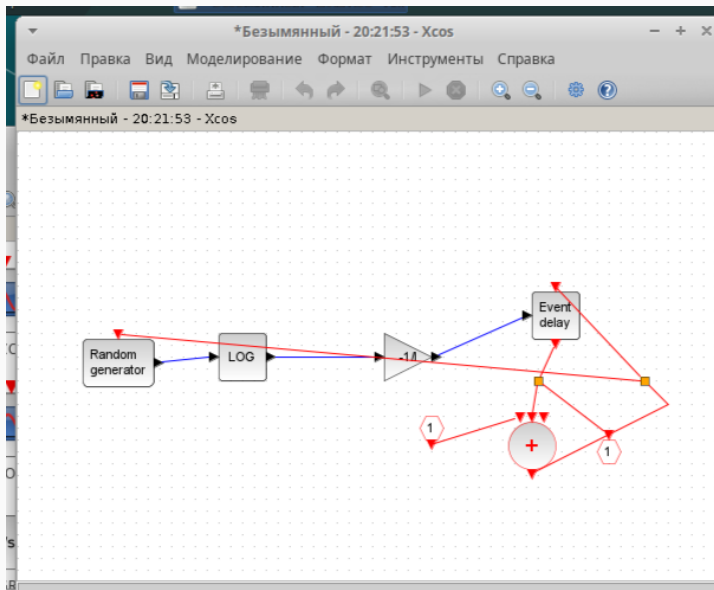 *Безымянный - 20:21:53 - Xcos
Файл Правка Вид Моделирование Формат Инструменты Справка
*Безымянный - 20:21:53 - Xcos
Event
delay
Random
generator
LOG
1
+
1